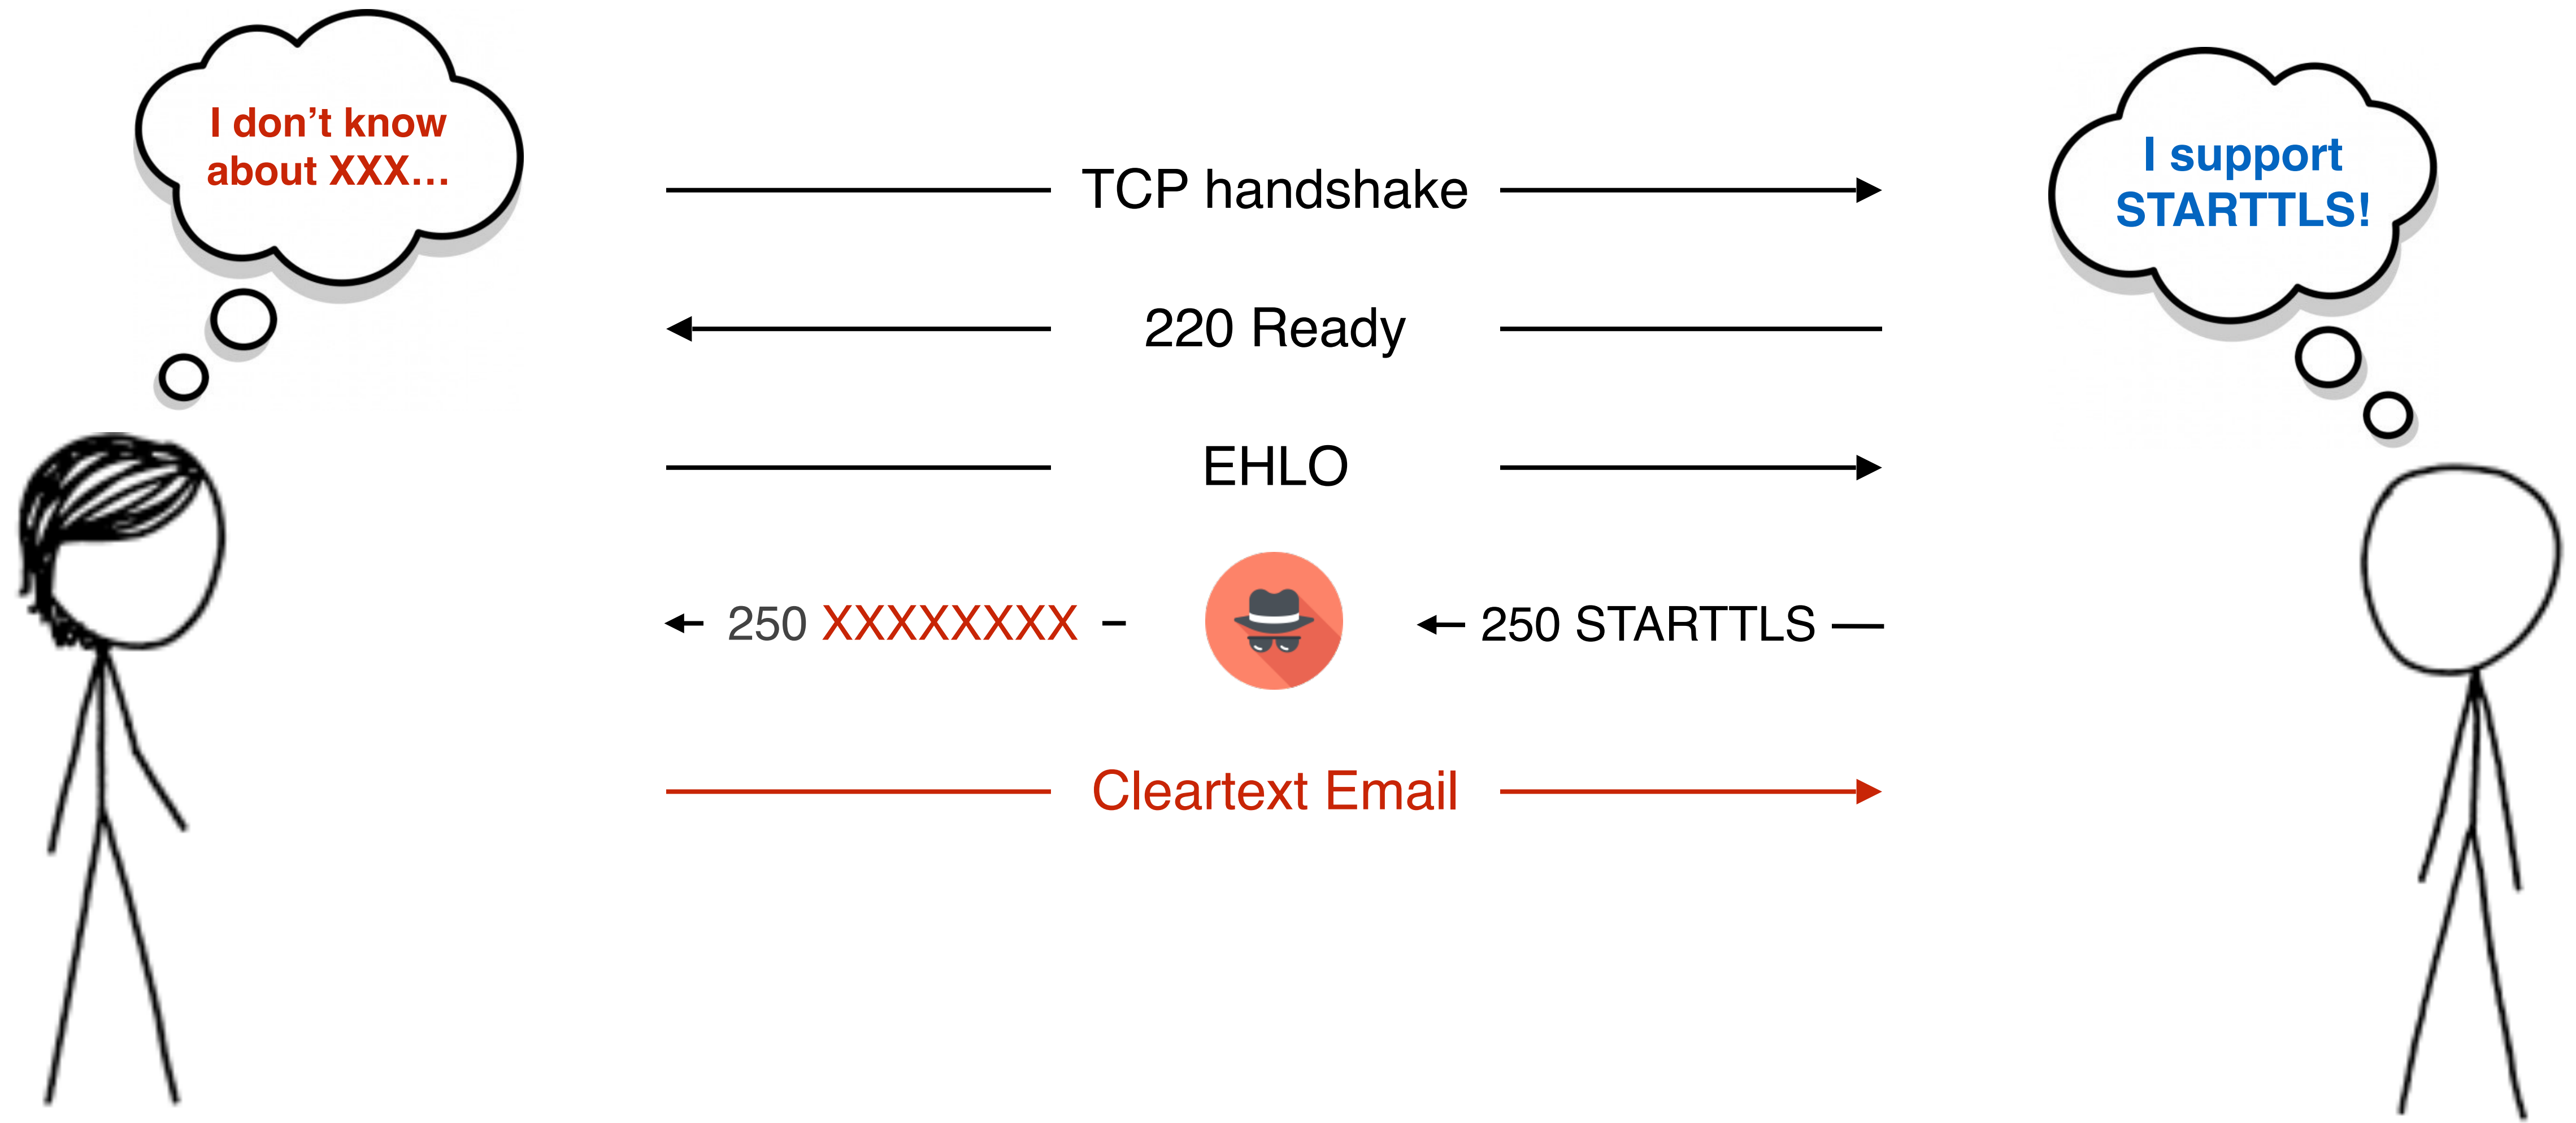 I don’t know
about XXX...
I support
STARTTLS!
TCP handshake
220 Ready
EHLO
250 XXXXXXXX
250 STARTTLS
Cleartext Email